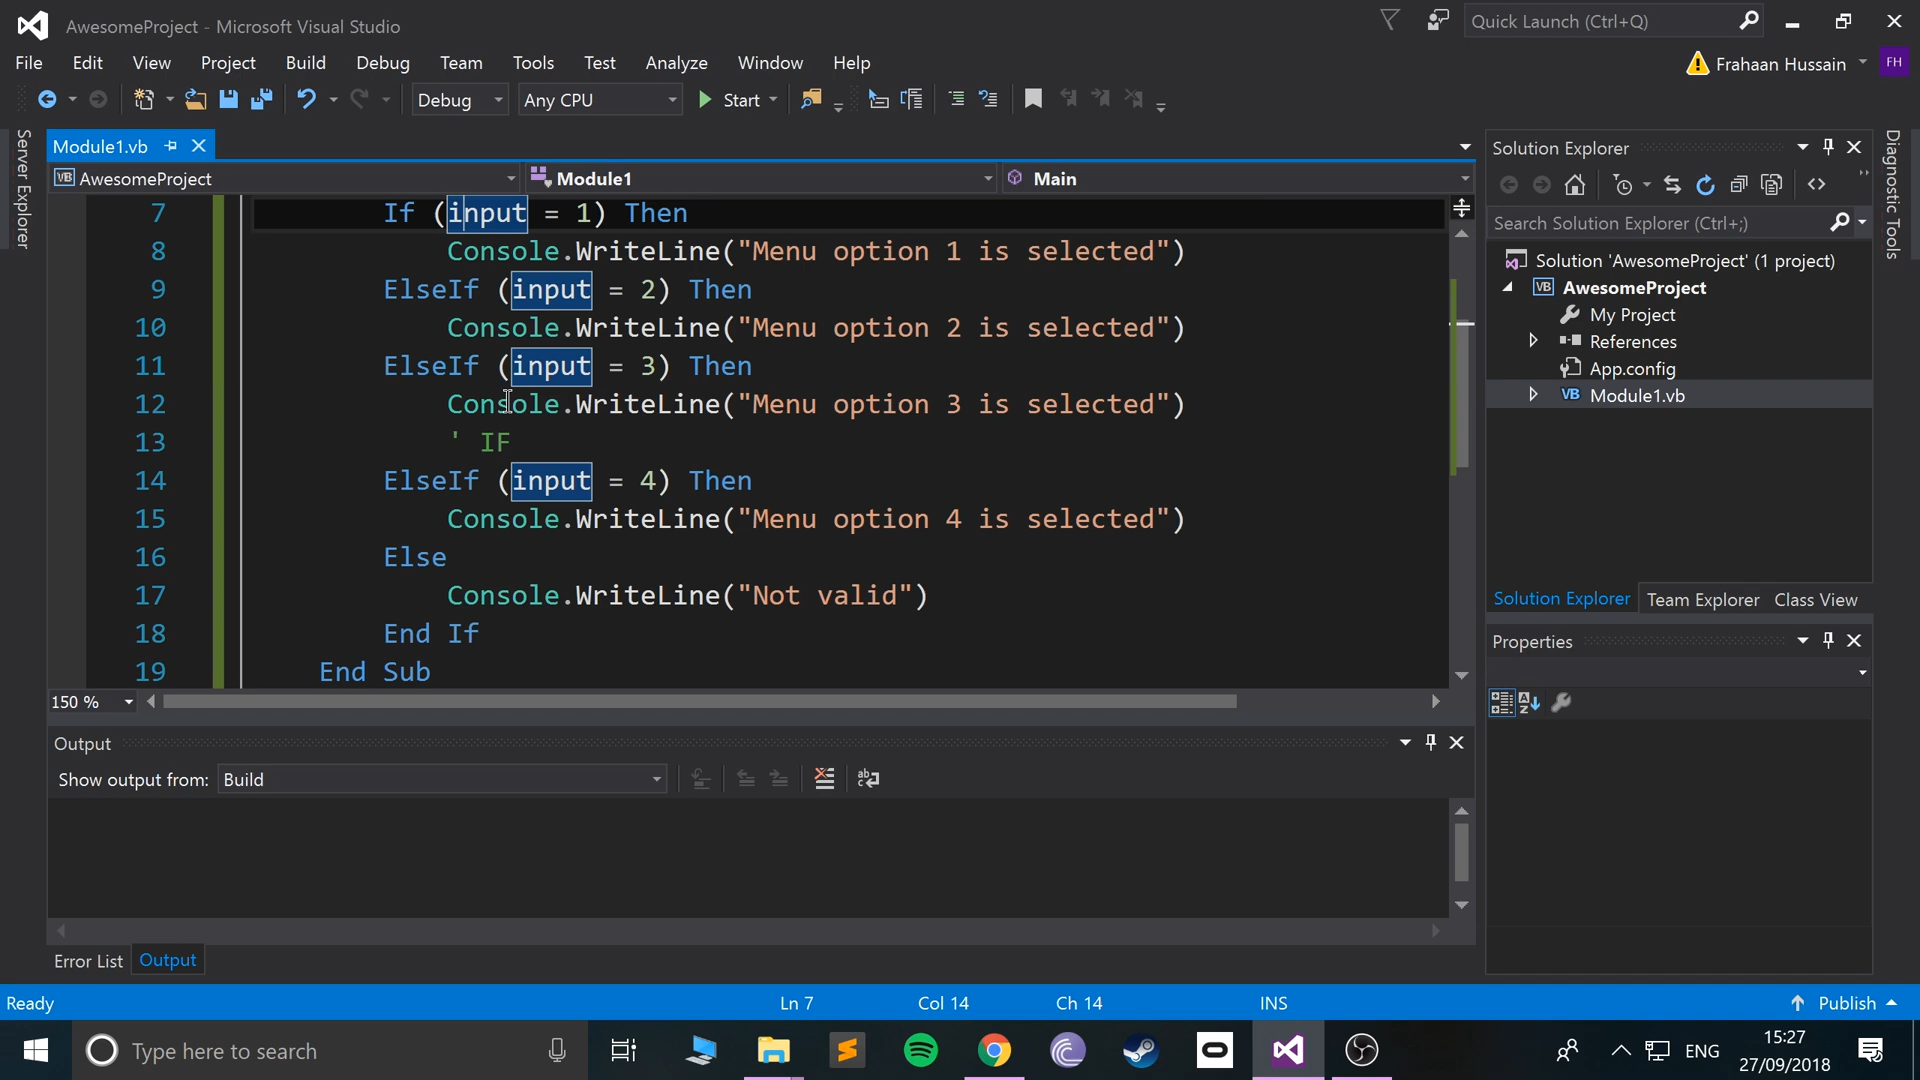 AwesomeProject - Microsoft Visual Studio
Quick Launch (Ctrl+Q)
File Edit View Project Build Debug Team Tools Test Analyze Window Help
Frahaan Hussain
FH
Debug
Any CPU
Start
Server Explorer
Module1.vb
AwesomeProject
Module1
Main
7 If (input = 1) Then
8 Console.WriteLine("Menu option 1 is selected")
9 ElseIf (input = 2) Then
10 Console.WriteLine("Menu option 2 is selected")
11 ElseIf (input = 3) Then
12 Console.WriteLine("Menu option 3 is selected")
13 ' IF
14 ElseIf (input = 4) Then
15 Console.WriteLine("Menu option 4 is selected")
16 Else
17 Console.WriteLine("Not valid")
18 End If
19 End Sub
150 %
Output
Show output from: Build
Error List
Output
Solution Explorer
Search Solution Explorer (Ctrl+;)
Solution 'AwesomeProject' (1 project)
VB AwesomeProject
My Project
References
App.config
VB Module1.vb
Solution Explorer Team Explorer Class View
Properties
Diagnostic Tools
Ready
Ln 7
Col 14
Ch 14
INS
Publish
Type here to search
ENG
15:27
27/09/2018